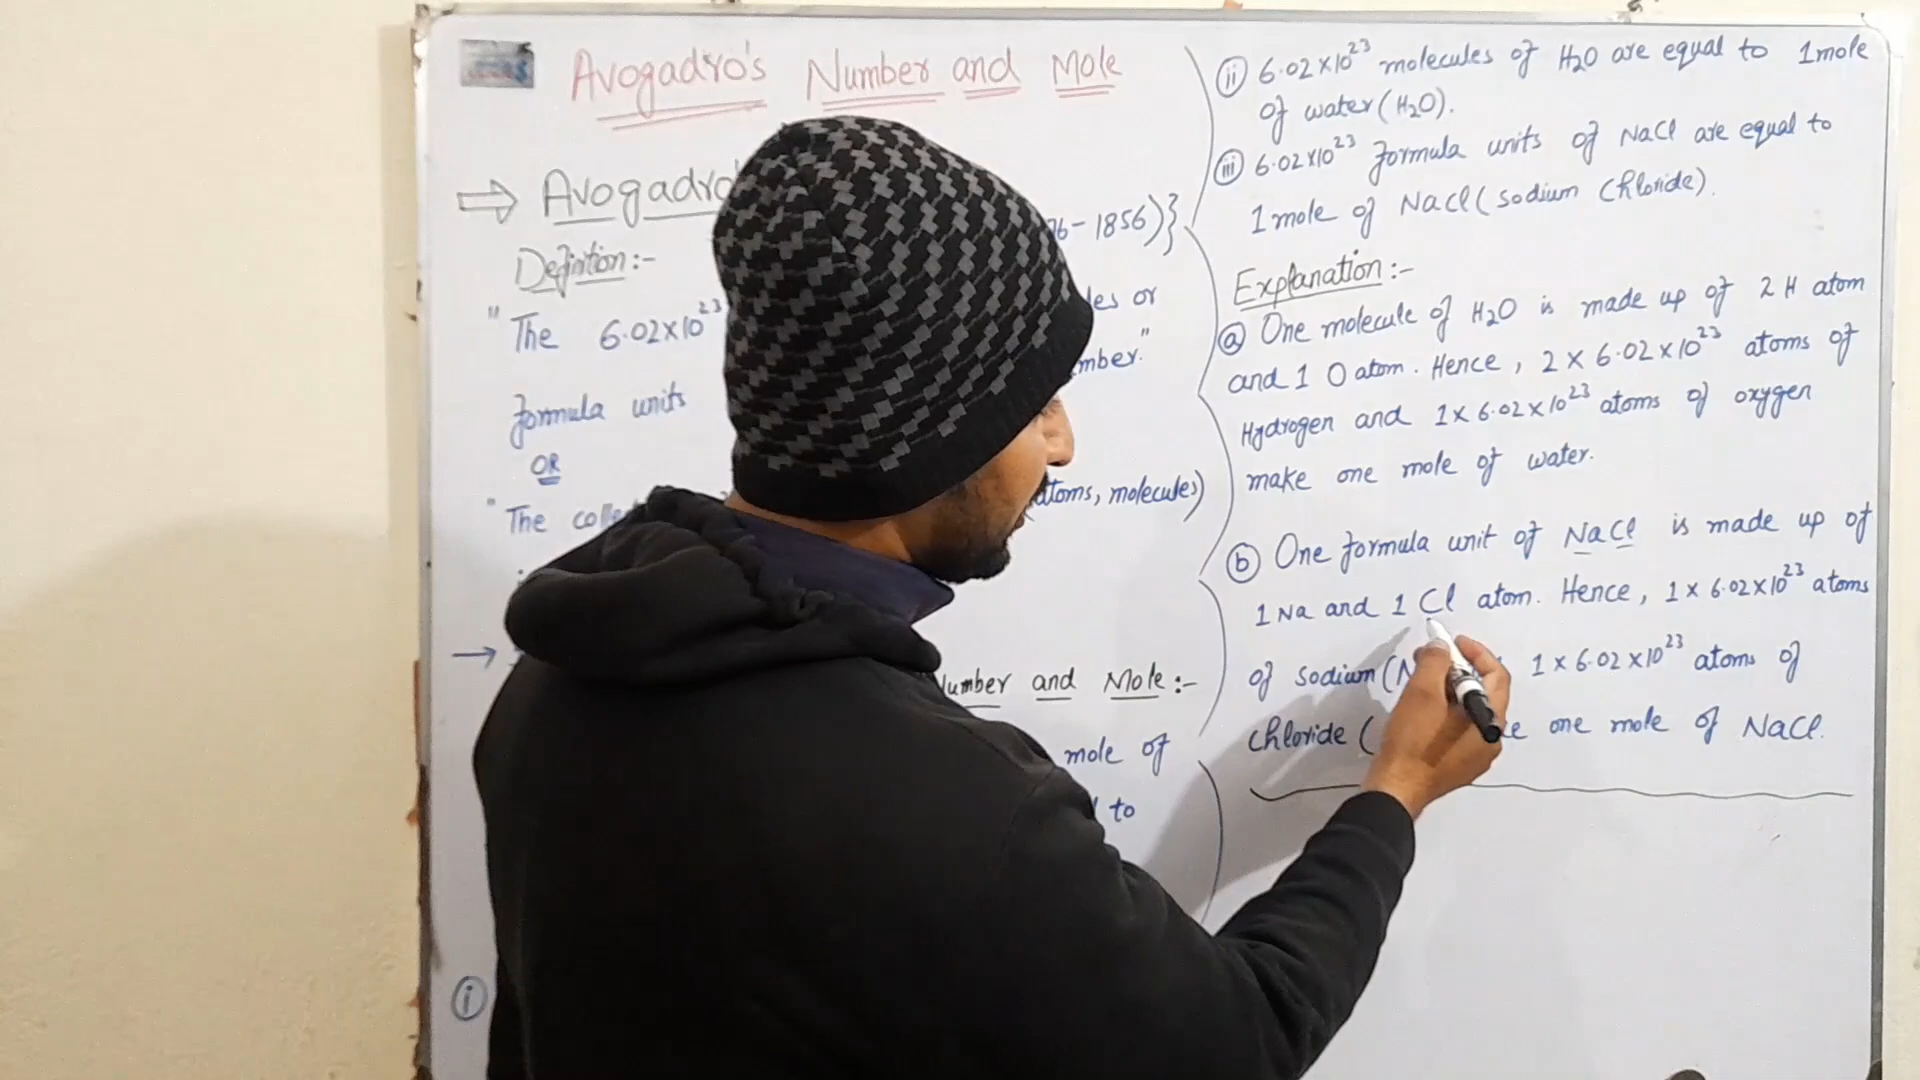 Avogadro's Number and Mole
⇒ Avogadro'
76-1856)}
Definition :-
"The 6.02×10²³ les or
formula units mber."
OR
"The colle atoms, molecules)
→
Number and Mole :-
mole of
to
(i)
(ii) 6.02×10²³ molecules of H₂O are equal to 1mole
of water (H₂O).
(iii) 6.02×10²³ formula units of NaCl are equal to
1mole of NaCl (sodium Chloride).
Explanation :-
(a) One molecule of H₂O is made up of 2 H atom
and 1 O atom. Hence, 2 × 6.02×10²³ atoms of
Hydrogen and 1×6.02×10²³ atoms of oxygen
make one mole of water.
(b) One formula unit of NaCl is made up of
1 Na and 1 Cl atom. Hence, 1×6.02×10²³ atoms
of sodium (N 1×6.02×10²³ atoms of
chloride ( ke one mole of NaCl.